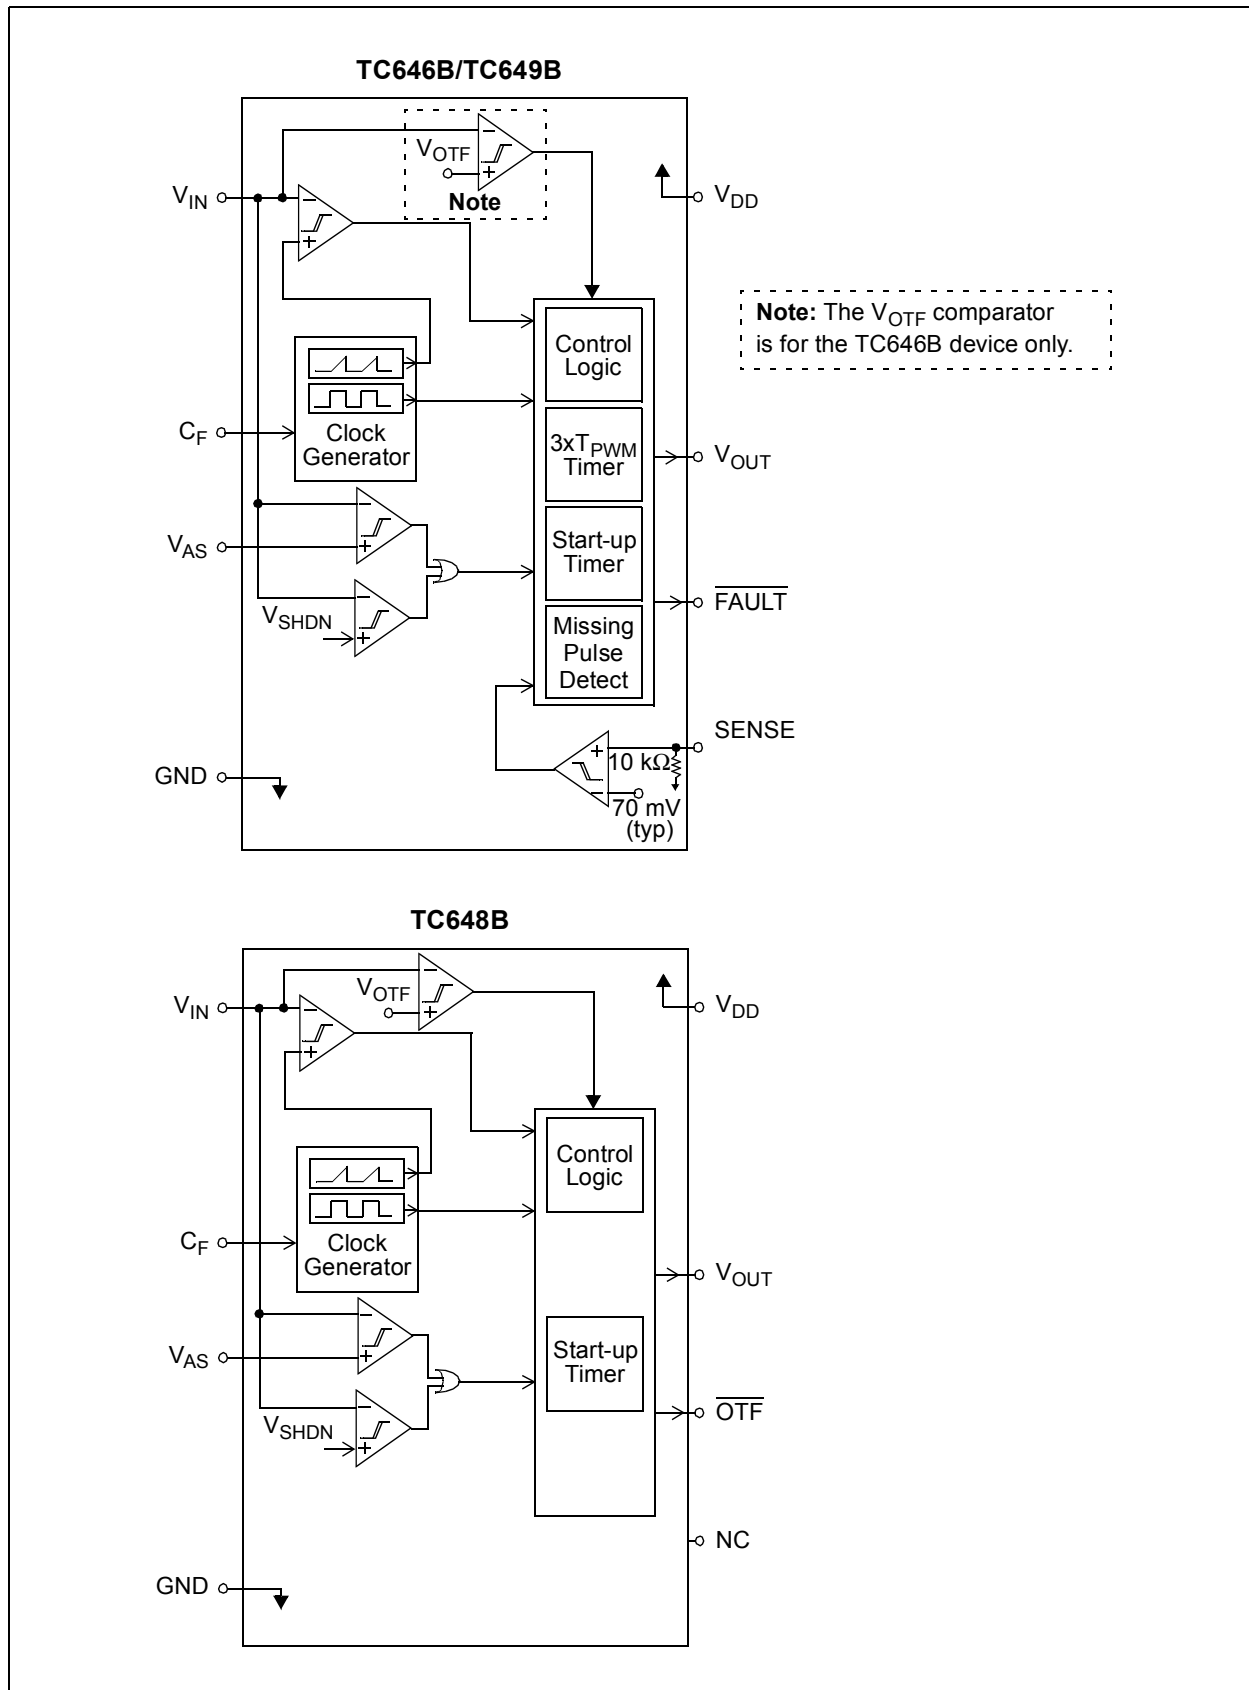 TC646B/TC649B
VOTF
Note
VIN
VDD
Note: The VOTF comparator
is for the TC646B device only.
Control
Logic
Clock
Generator
CF
3xTPWM
Timer
VOUT
VAS
Start-up
Timer
VSHDN
FAULT
Missing
Pulse
Detect
SENSE
10 kΩ
GND
70 mV
(typ)
TC648B
VOTF
VIN
VDD
Control
Logic
Clock
Generator
CF
VOUT
VAS
Start-up
Timer
VSHDN
OTF
NC
GND